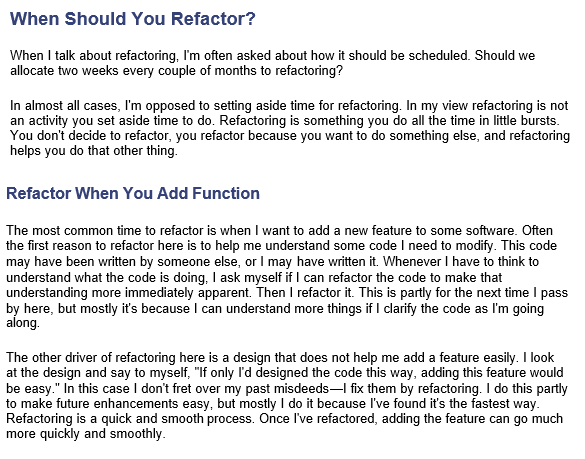 When Should You Refactor?
When I talk about refactoring, I'm often asked about how it should be scheduled. Should we
allocate two weeks every couple of months to refactoring?
In almost all cases, I'm opposed to setting aside time for refactoring. In my view refactoring is not
an activity you set aside time to do. Refactoring is something you do all the time in little bursts.
You don't decide to refactor, you refactor because you want to do something else, and refactoring
helps you do that other thing.
Refactor When You Add Function
The most common time to refactor is when I want to add a new feature to some software. Often
the first reason to refactor here is to help me understand some code I need to modify. This code
may have been written by someone else, or I may have written it. Whenever I have to think to
understand what the code is doing, I ask myself if I can refactor the code to make that
understanding more immediately apparent. Then I refactor it. This is partly for the next time I pass
by here, but mostly it's because I can understand more things if I clarify the code as I'm going
along.
The other driver of refactoring here is a design that does not help me add a feature easily. I look
at the design and say to myself, "If only I'd designed the code this way, adding this feature would
be easy." In this case I don't fret over my past misdeeds—I fix them by refactoring. I do this partly
to make future enhancements easy, but mostly I do it because I've found it's the fastest way.
Refactoring is a quick and smooth process. Once I've refactored, adding the feature can go much
more quickly and smoothly.